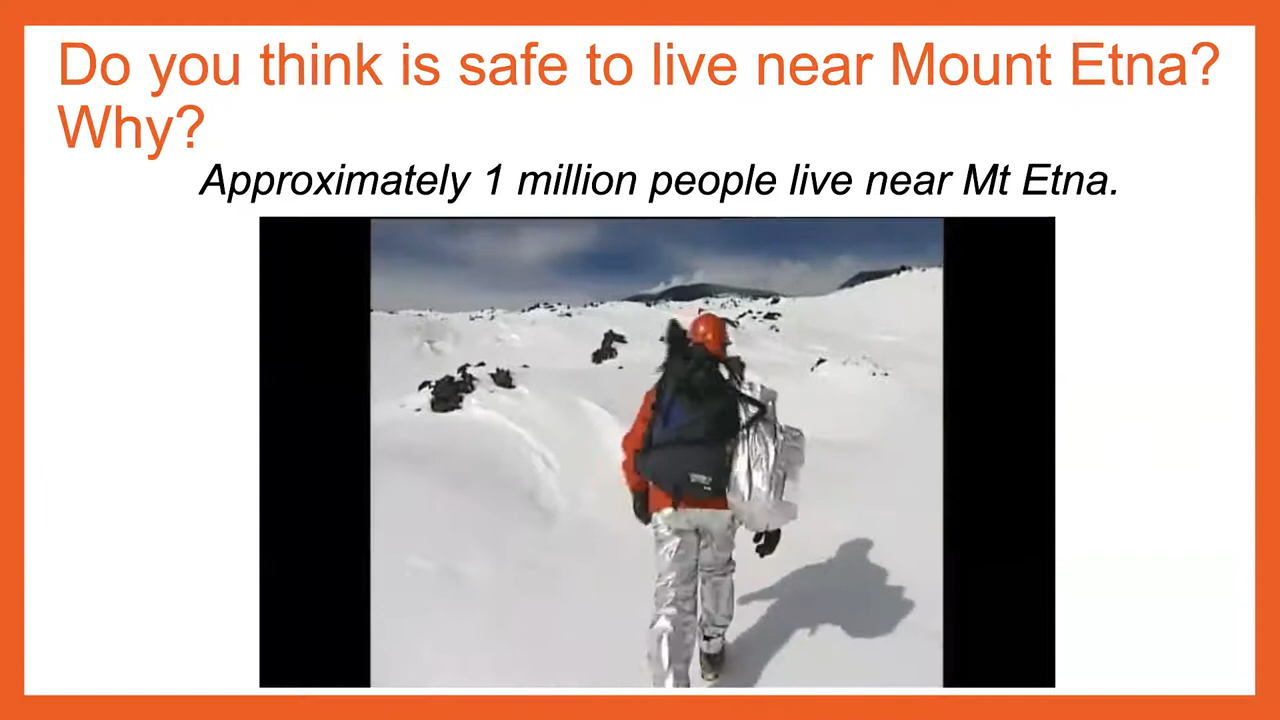 Do you think is safe to live near Mount Etna?
Why?
Approximately 1 million people live near Mt Etna.